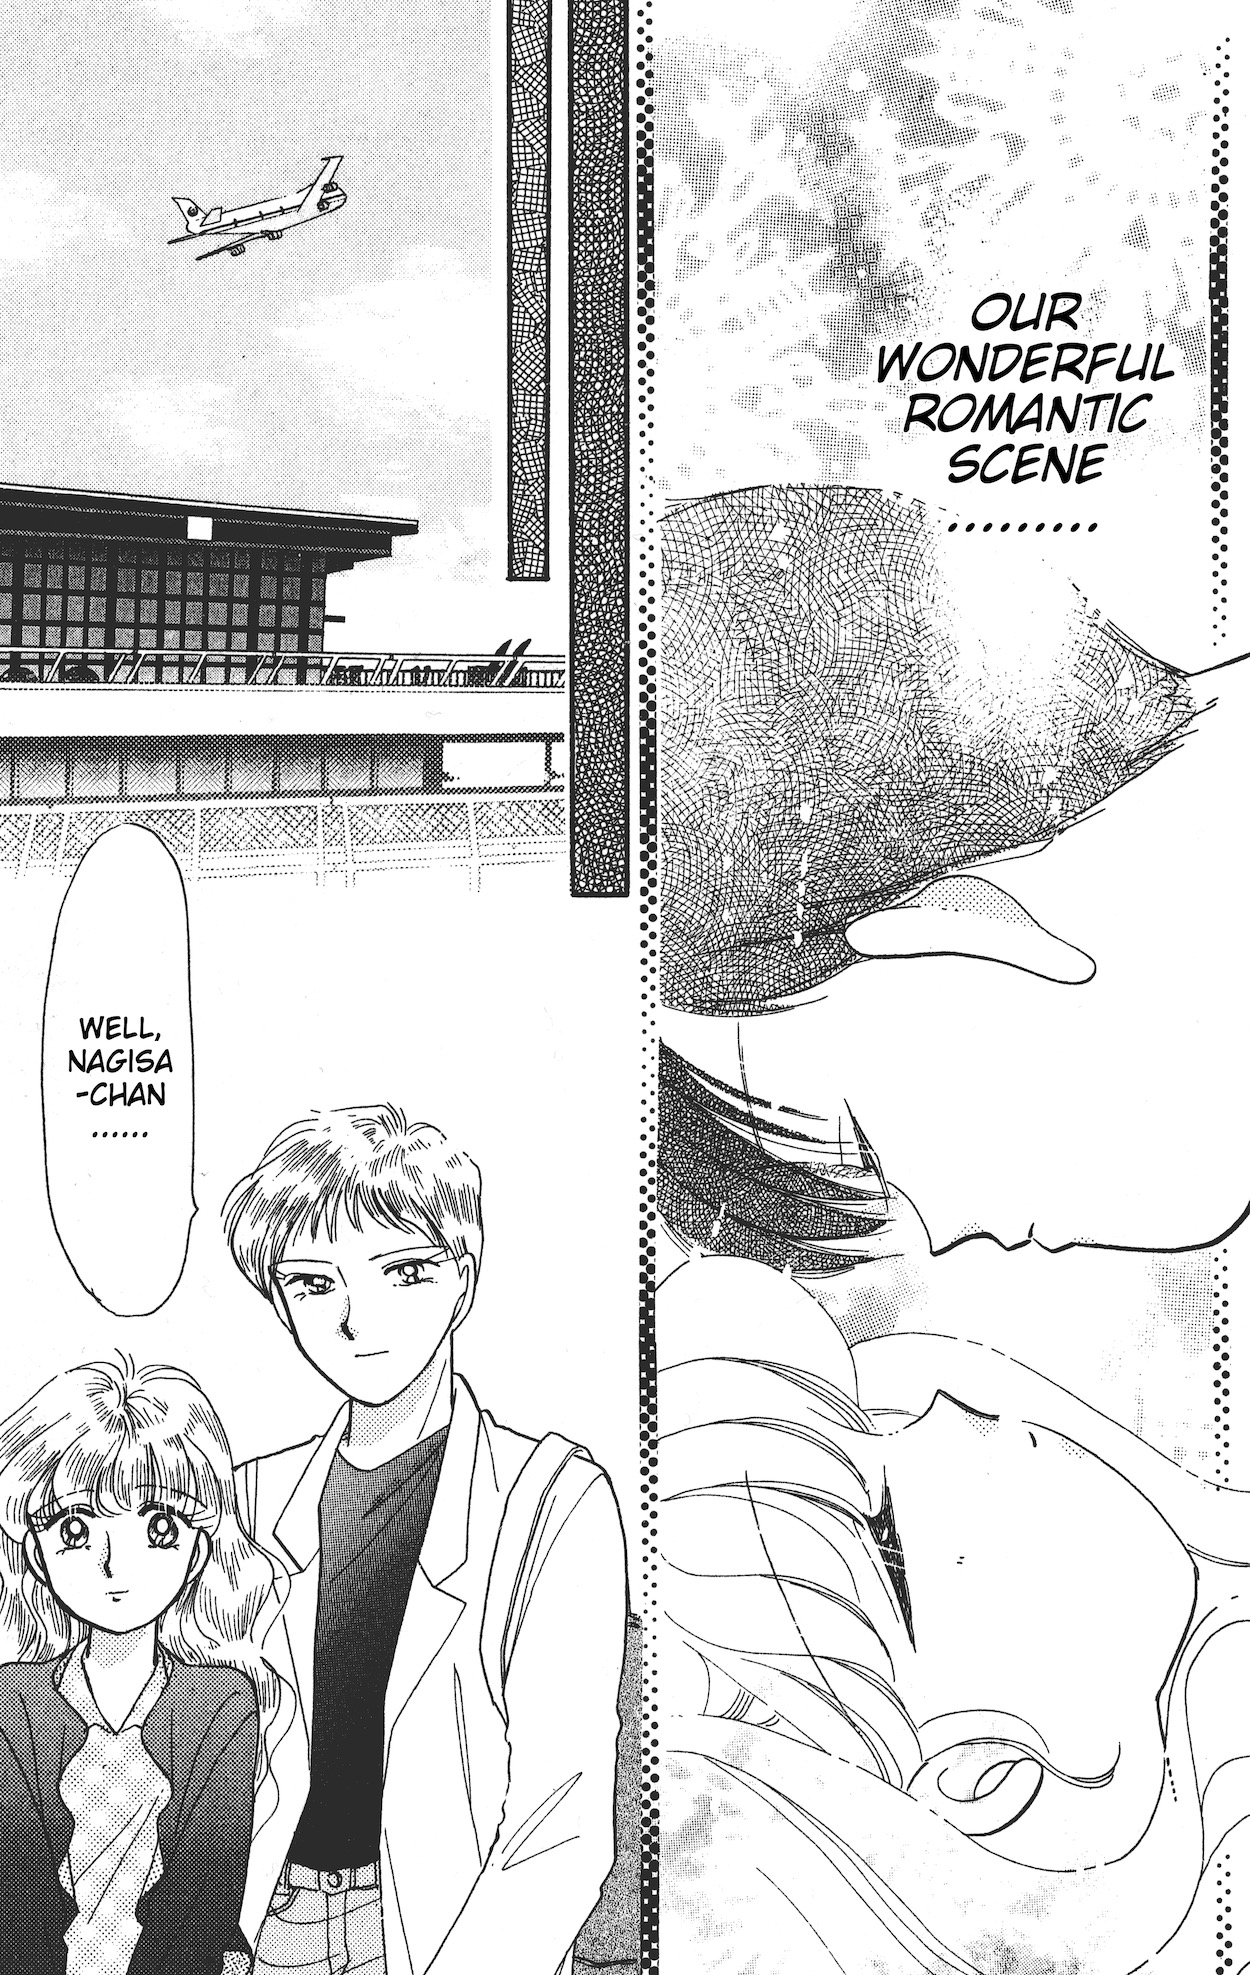 OUR
WONDERFUL
ROMANTIC
SCENE
.........
WELL,
NAGISA
-CHAN
......